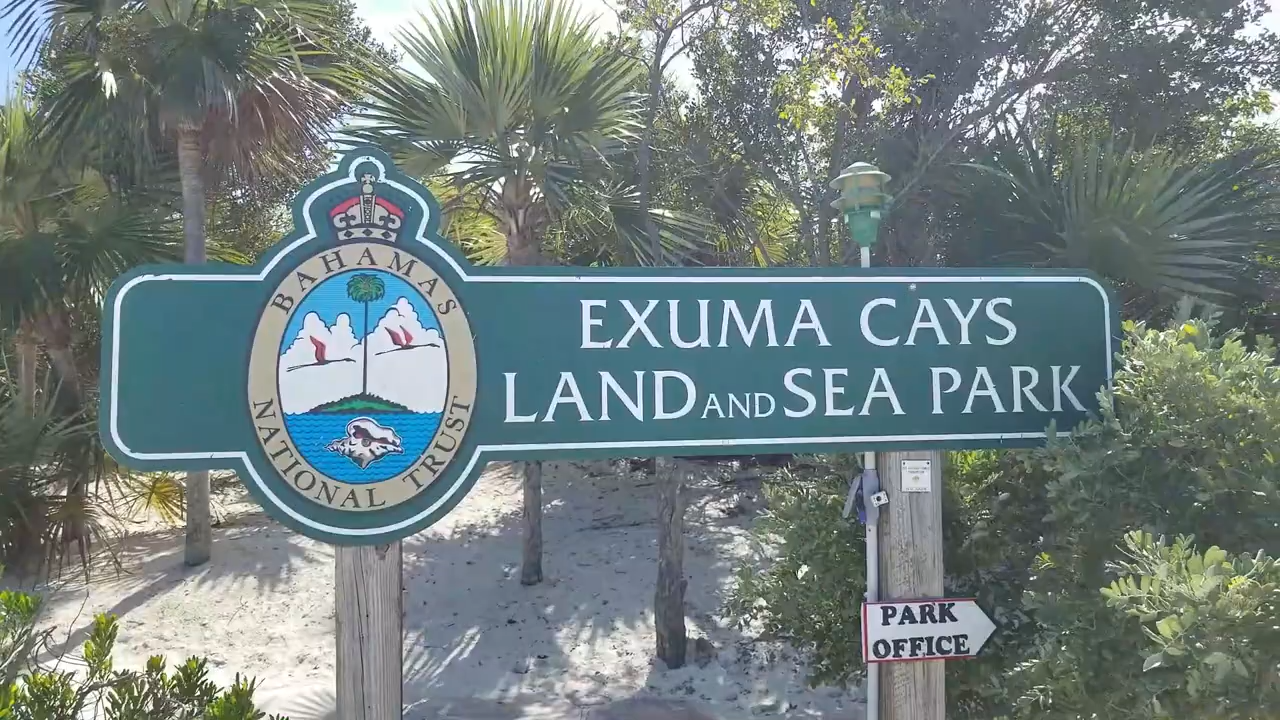 BAHAMAS
NATIONAL TRUST
EXUMA CAYS
LAND AND SEA PARK
PARK
OFFICE